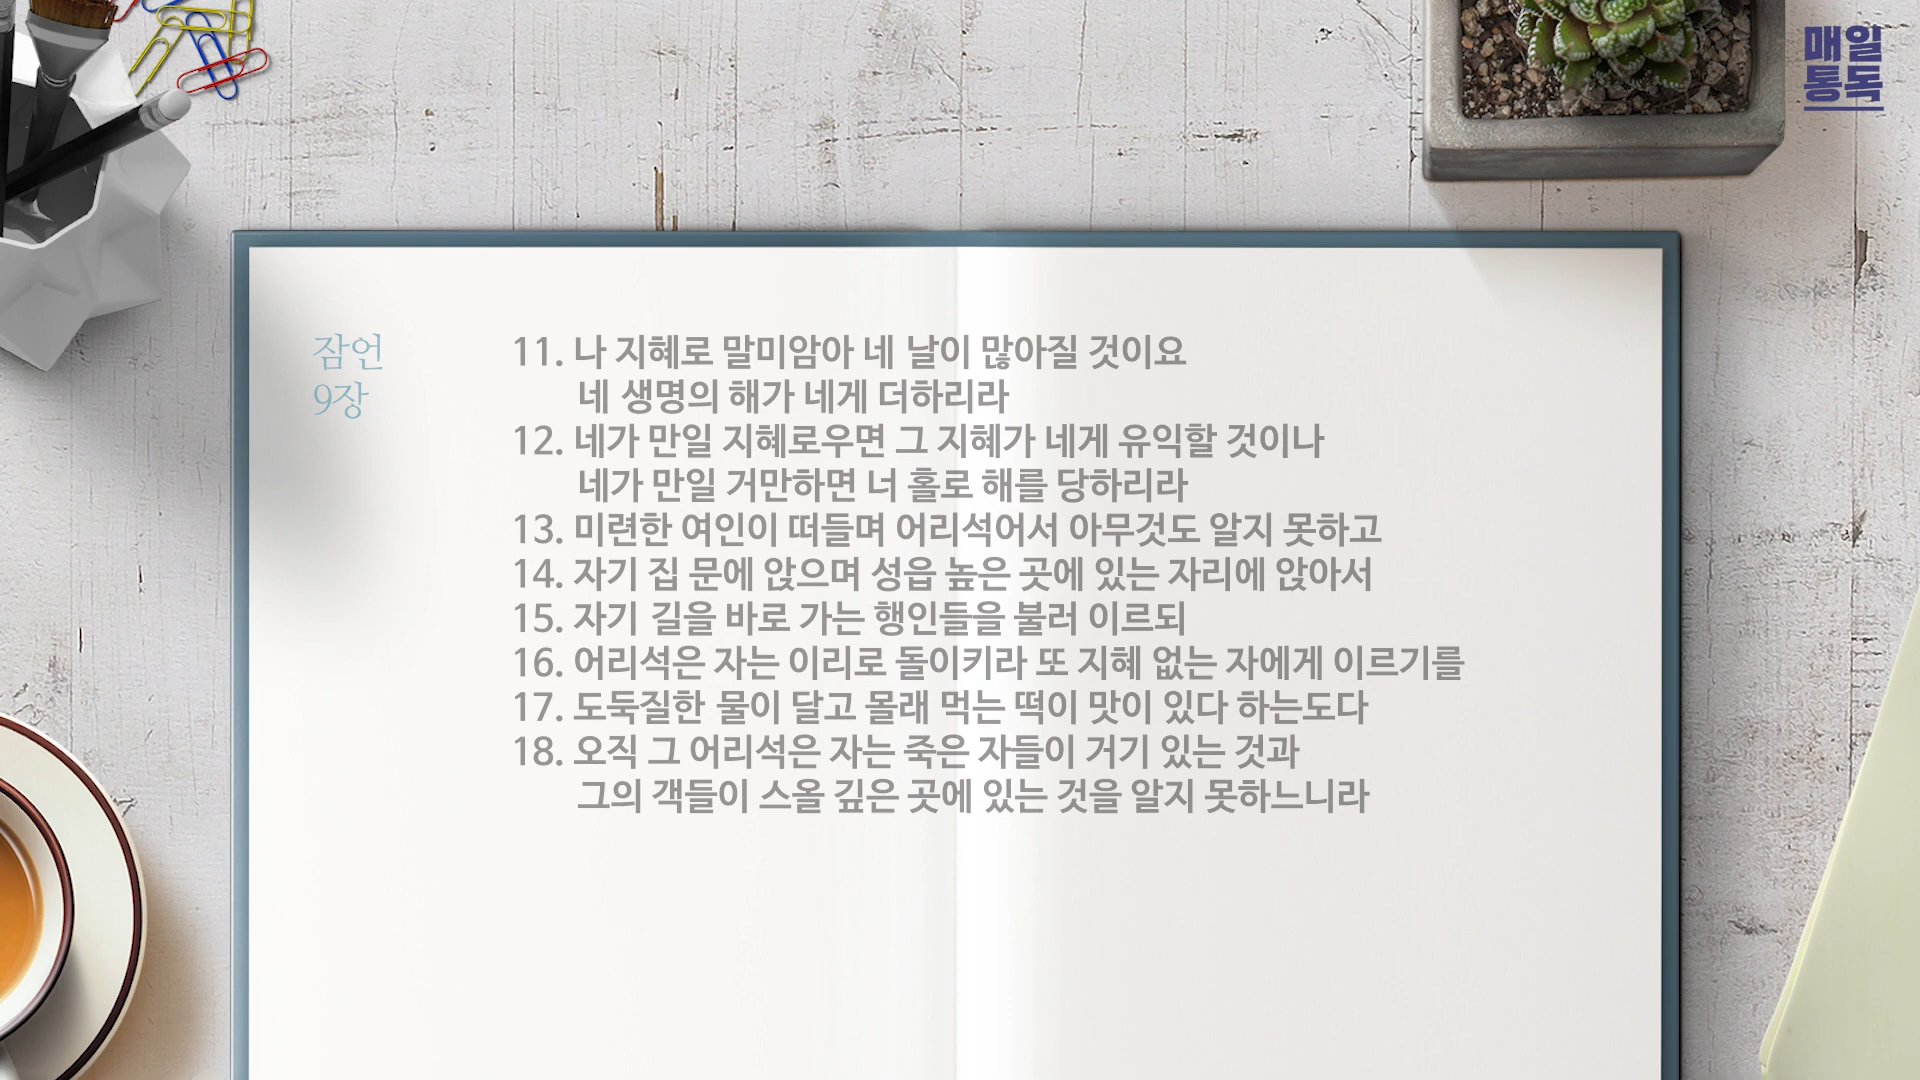 매일
통독
잠언
9장
11. 나 지혜로 말미암아 네 날이 많아질 것이요
네 생명의 해가 네게 더하리라
12. 네가 만일 지혜로우면 그 지혜가 네게 유익할 것이나
네가 만일 거만하면 너 홀로 해를 당하리라
13. 미련한 여인이 떠들며 어리석어서 아무것도 알지 못하고
14. 자기 집 문에 앉으며 성읍 높은 곳에 있는 자리에 앉아서
15. 자기 길을 바로 가는 행인들을 불러 이르되
16. 어리석은 자는 이리로 돌이키라 또 지혜 없는 자에게 이르기를
17. 도둑질한 물이 달고 몰래 먹는 떡이 맛이 있다 하는도다
18. 오직 그 어리석은 자는 죽은 자들이 거기 있는 것과
그의 객들이 스올 깊은 곳에 있는 것을 알지 못하느니라